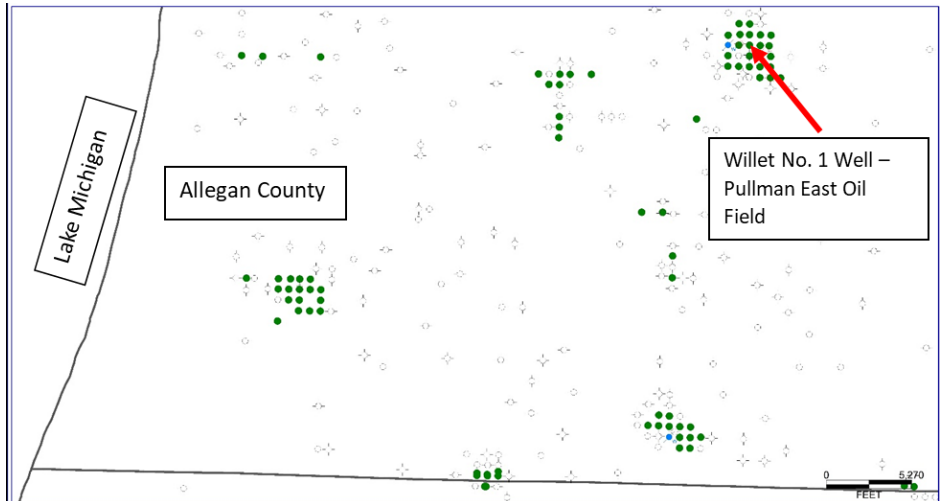 Lake Michigan
Allegan County
Willet No. 1 Well –
Pullman East Oil
Field
0 5,270
FEET